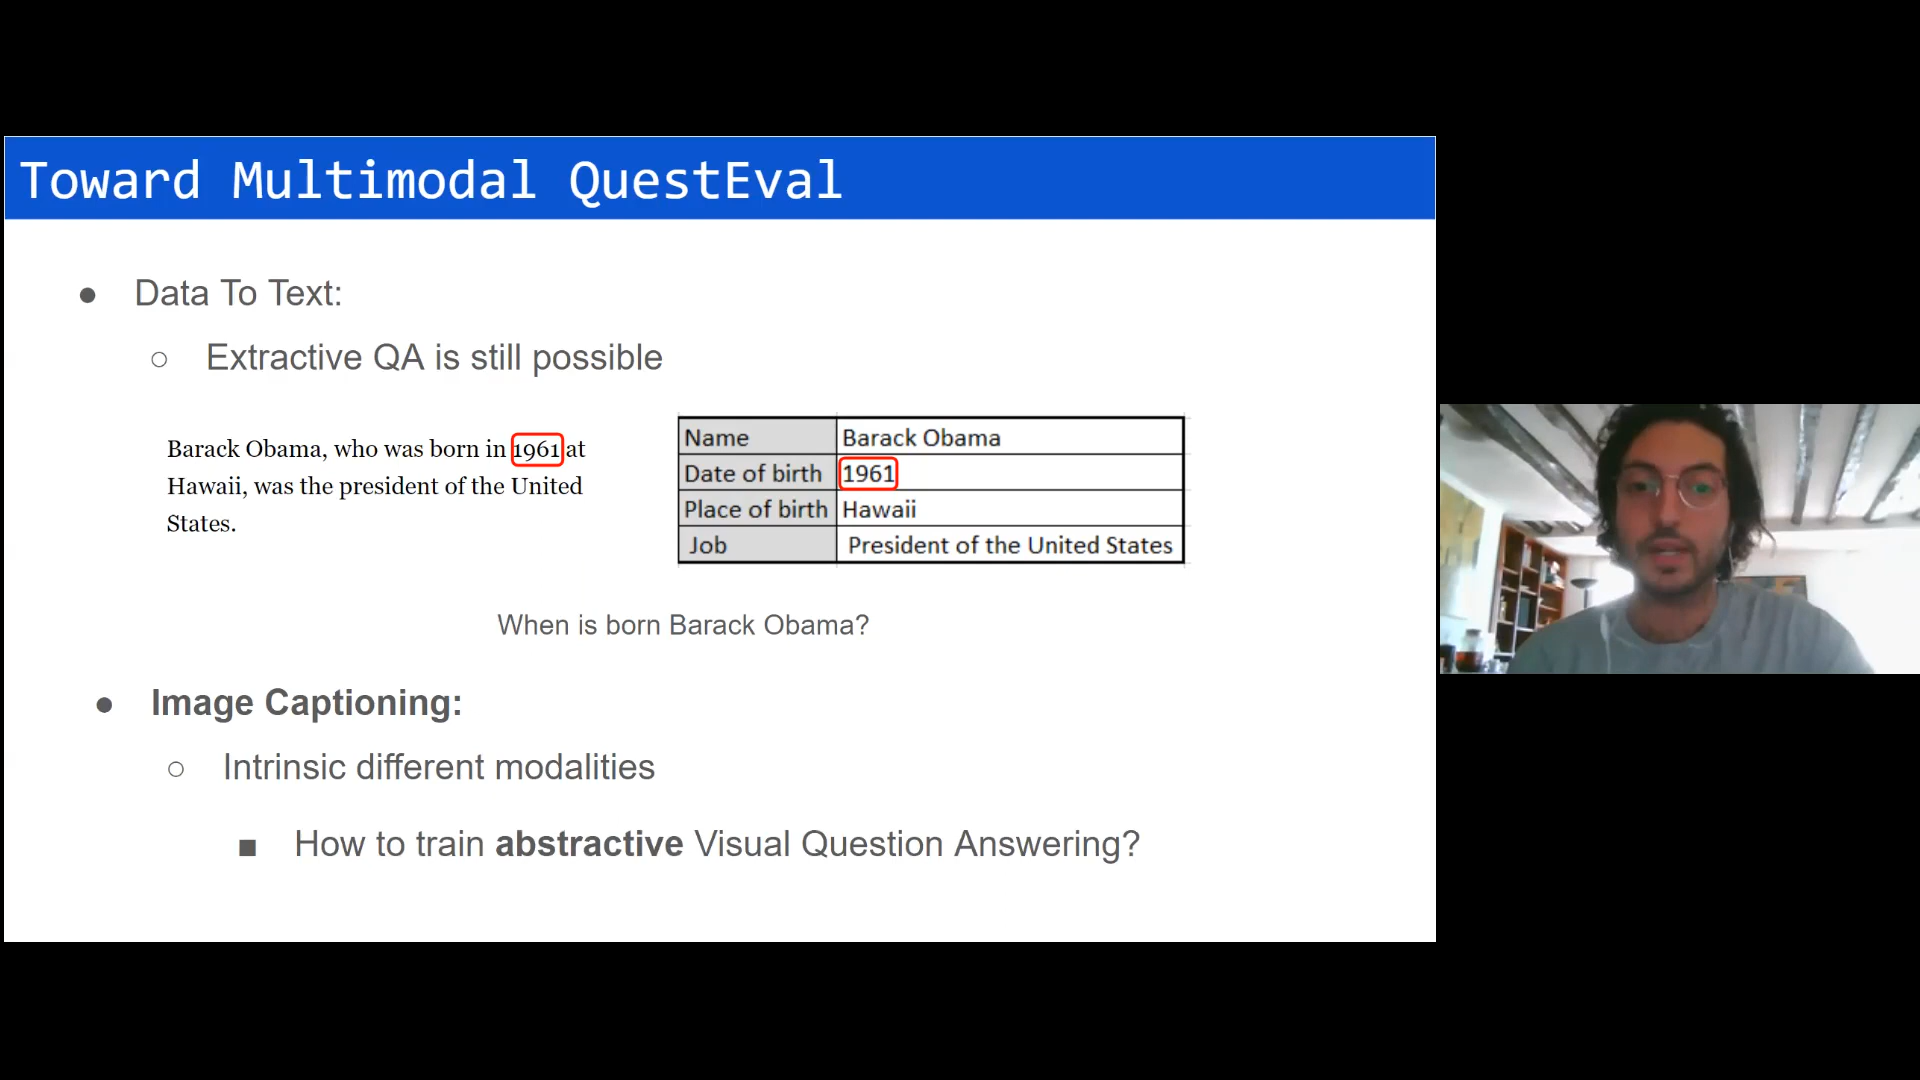 Toward Multimodal QuestEval
● Data To Text:
○ Extractive QA is still possible
Barack Obama, who was born in 1961 at
Hawaii, was the president of the United
States.
Name Barack Obama
Date of birth 1961
Place of birth Hawaii
Job President of the United States
When is born Barack Obama?
● Image Captioning:
○ Intrinsic different modalities
■ How to train abstractive Visual Question Answering?